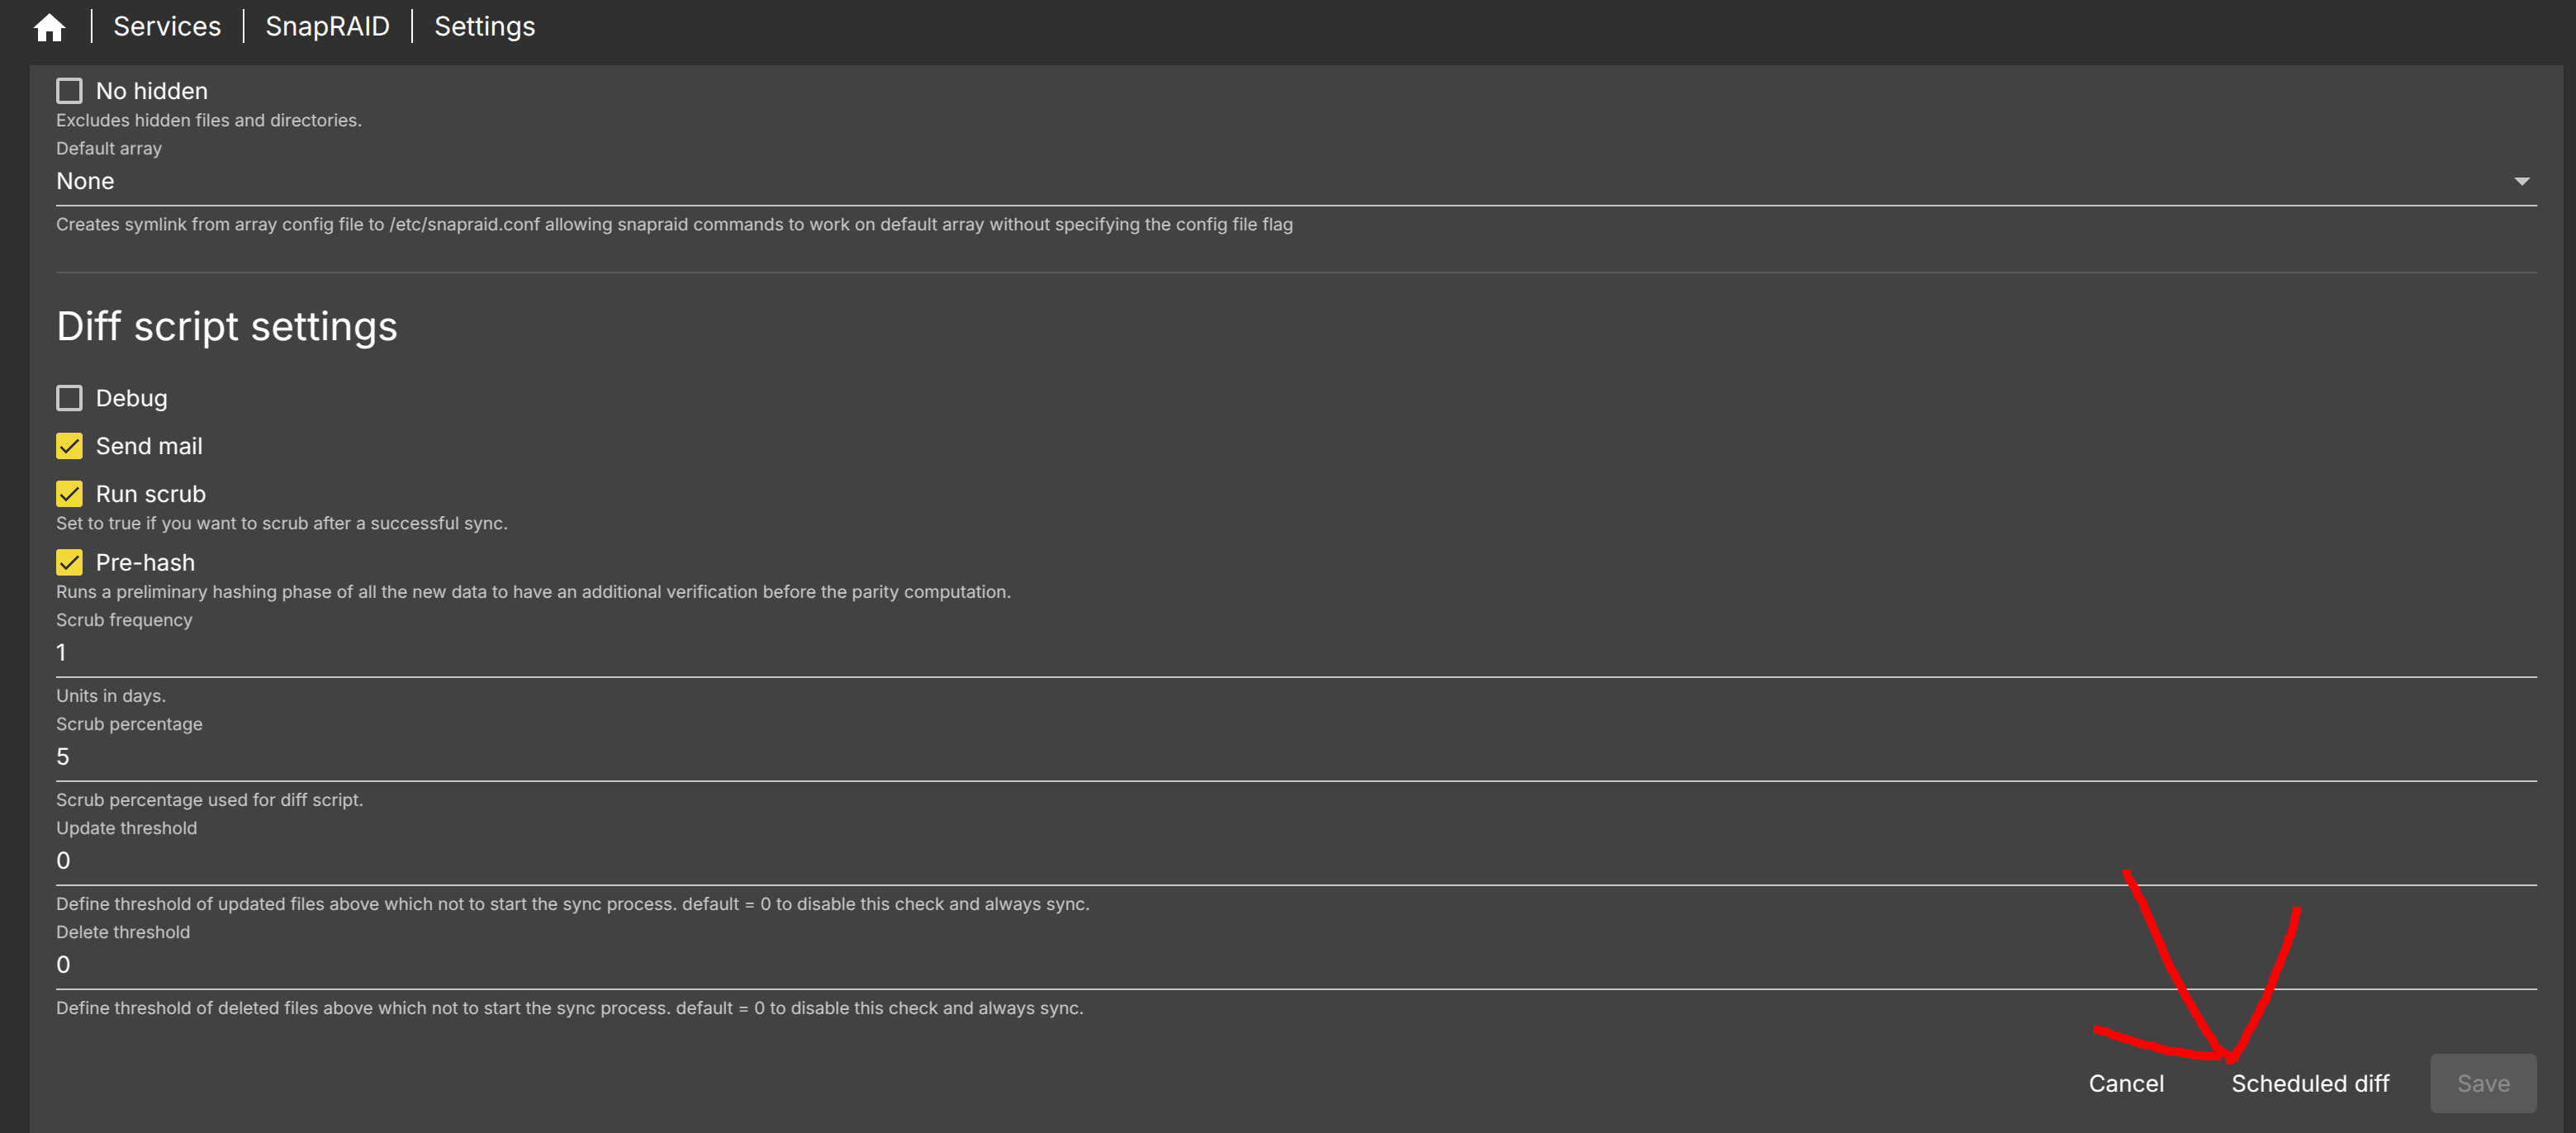 Services | SnapRAID | Settings
No hidden
Excludes hidden files and directories.
Default array
None
Creates symlink from array config file to /etc/snapraid.conf allowing snapraid commands to work on default array without specifying the config file flag
Diff script settings
Debug
Send mail
Run scrub
Set to true if you want to scrub after a successful sync.
Pre-hash
Runs a preliminary hashing phase of all the new data to have an additional verification before the parity computation.
Scrub frequency
1
Units in days.
Scrub percentage
5
Scrub percentage used for diff script.
Update threshold
0
Define threshold of updated files above which not to start the sync process. default = 0 to disable this check and always sync.
Delete threshold
0
Define threshold of deleted files above which not to start the sync process. default = 0 to disable this check and always sync.
Cancel Scheduled diff Save